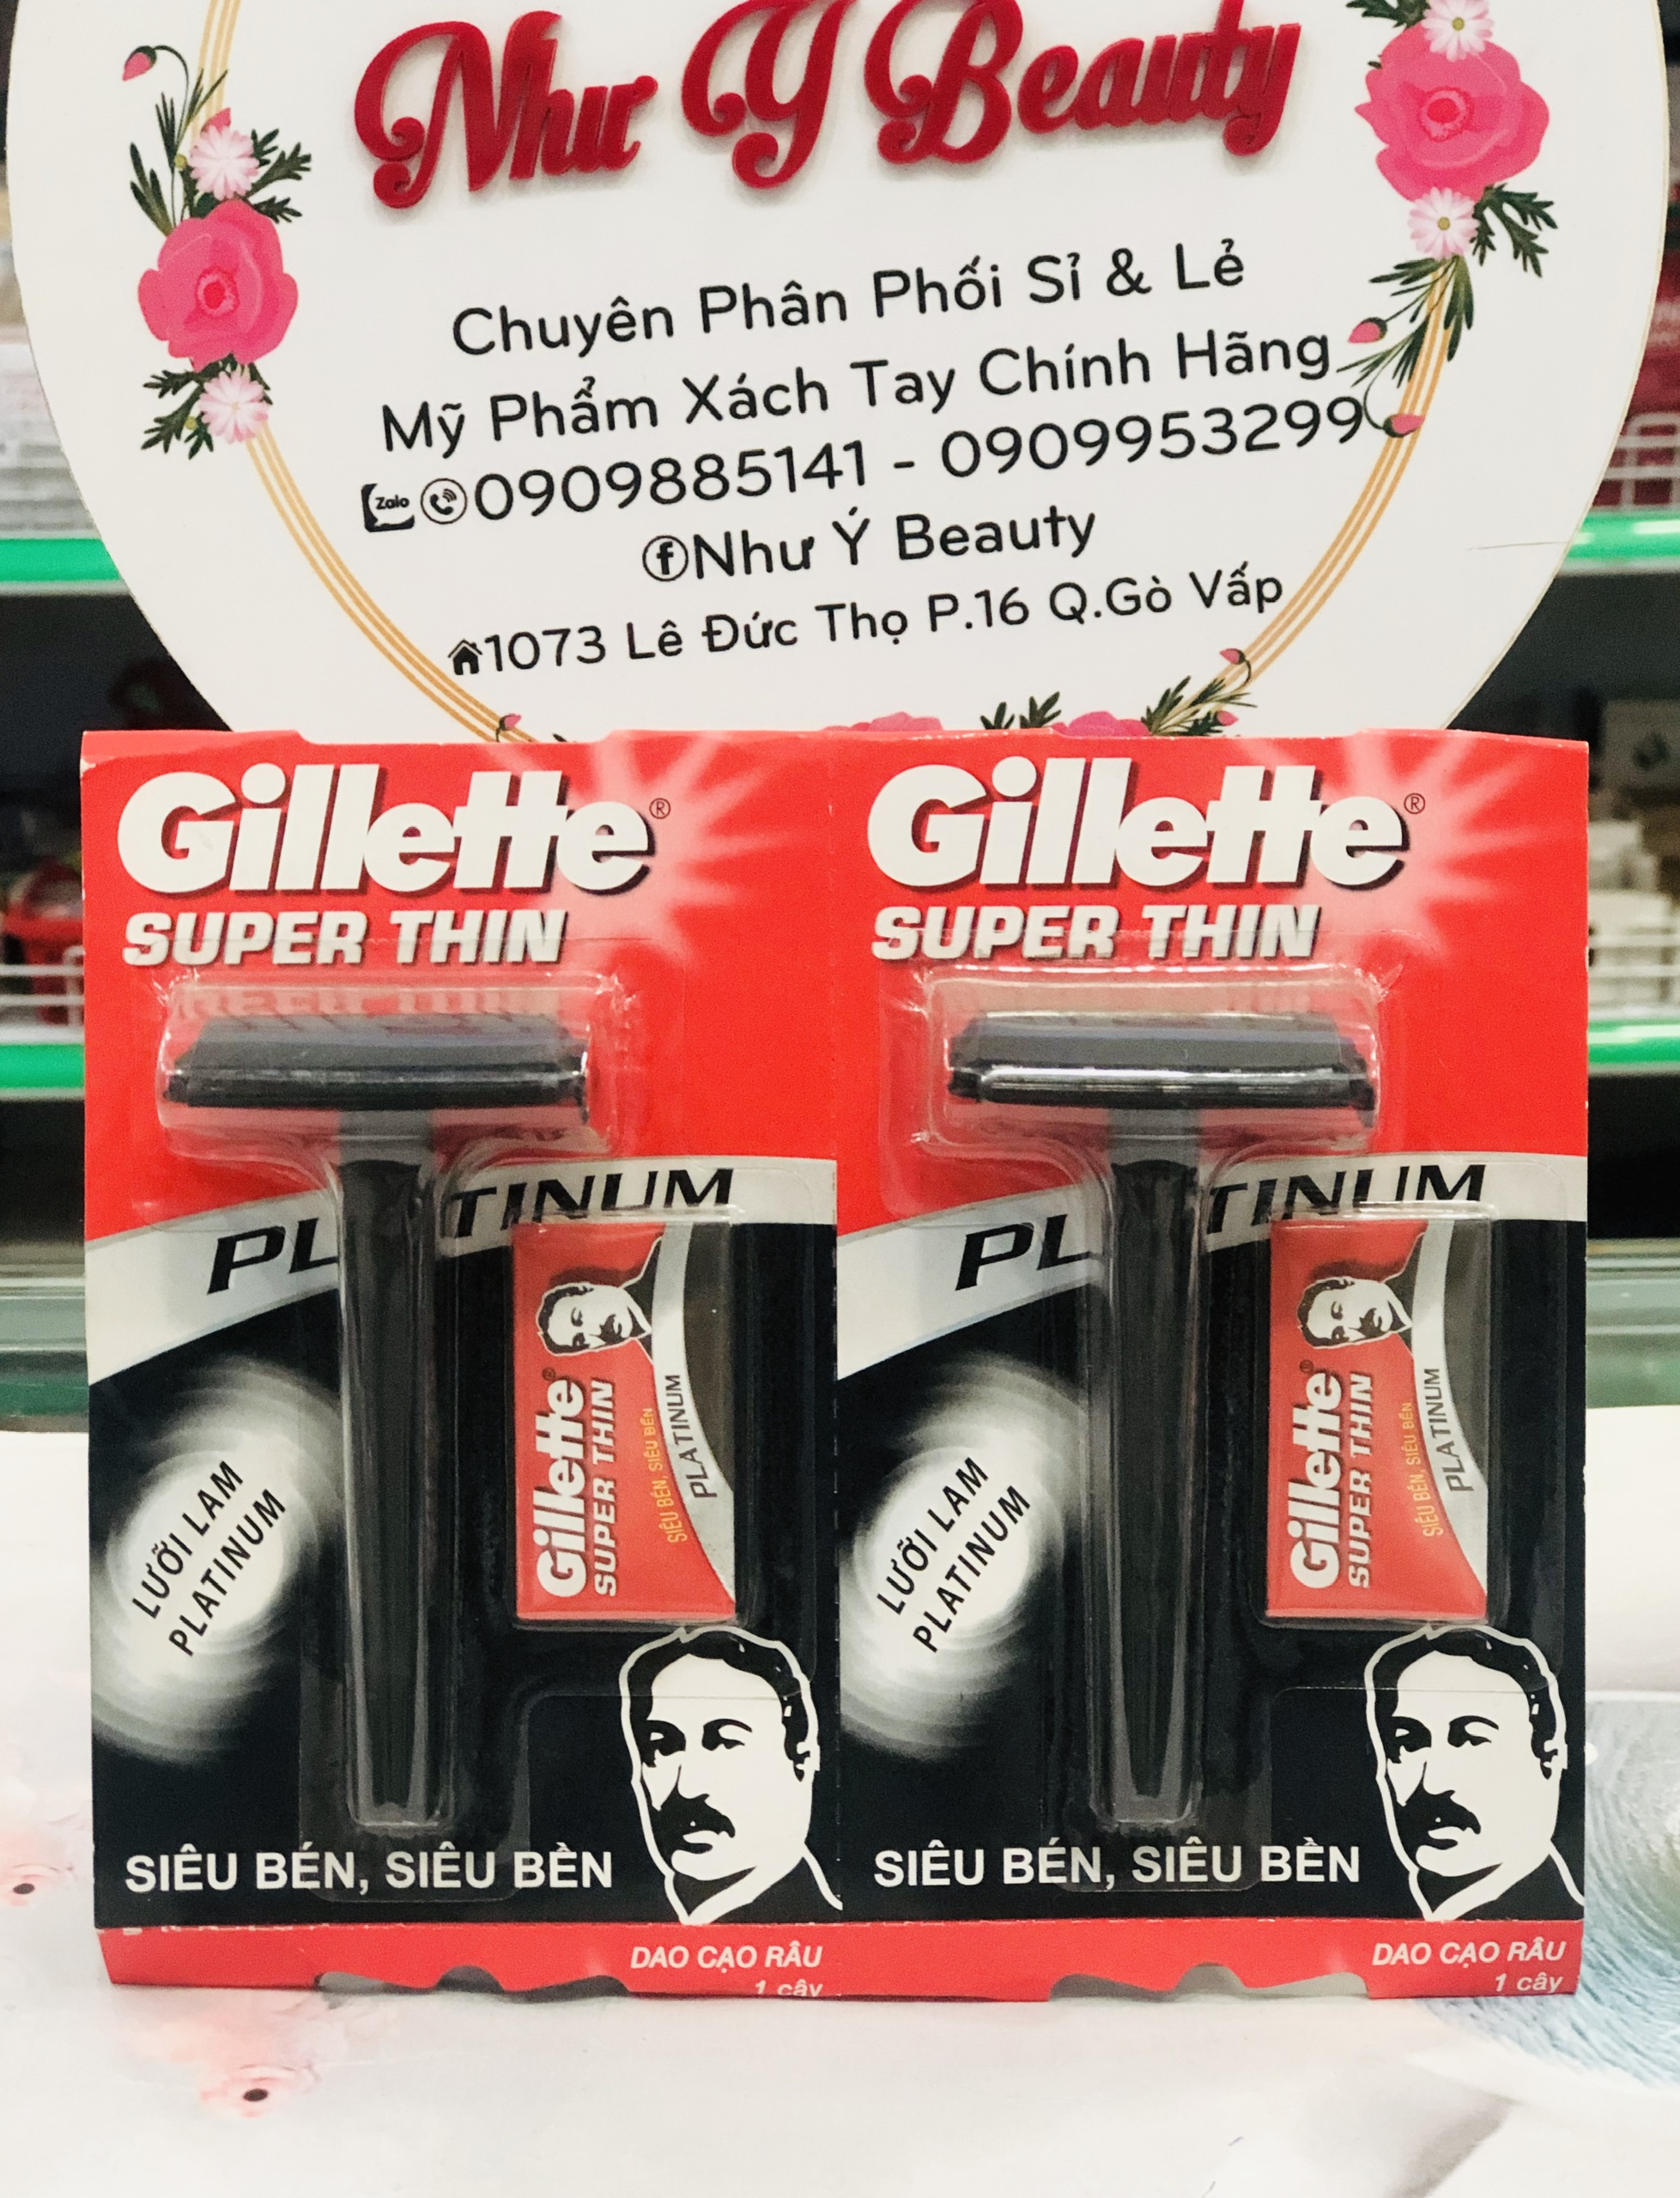 Như Ý Beauty
Chuyên Phân Phối Sỉ & Lẻ
Mỹ Phẩm Xách Tay Chính Hãng
Zalo 0909885141 - 0909953299
f Như Ý Beauty
1073 Lê Đức Thọ P.16 Q.Gò Vấp
Gillette®
SUPER THIN
PL TINUM
Gillette®
SUPER THIN
SIÊU BÉN, SIÊU BỀN
PLATINUM
LƯỠI LAM
PLATINUM
SIÊU BÉN, SIÊU BỀN
DAO CẠO RÂU
1 cây
Gillette®
SUPER THIN
PL TINUM
Gillette®
SUPER THIN
SIÊU BÉN, SIÊU BỀN
PLATINUM
LƯỠI LAM
PLATINUM
SIÊU BÉN, SIÊU BỀN
DAO CẠO RÂU
1 cây